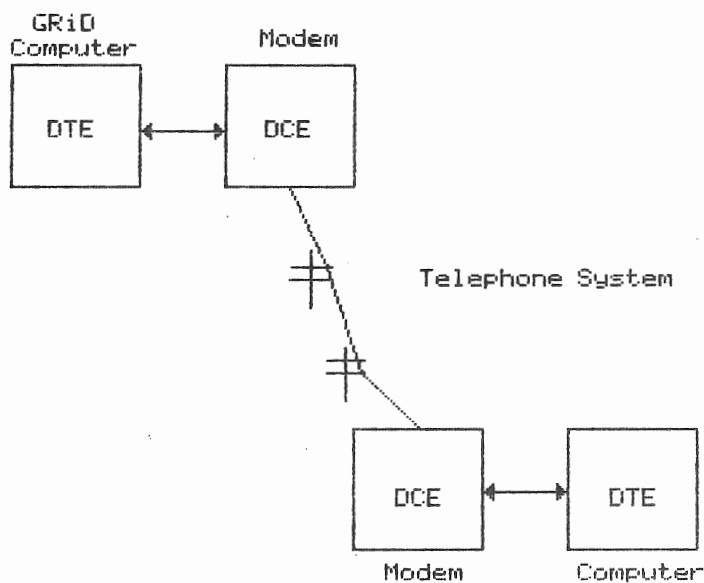 GRiD
Computer
Modem
DTE
DCE
Telephone System
DCE
DTE
Modem
Computer